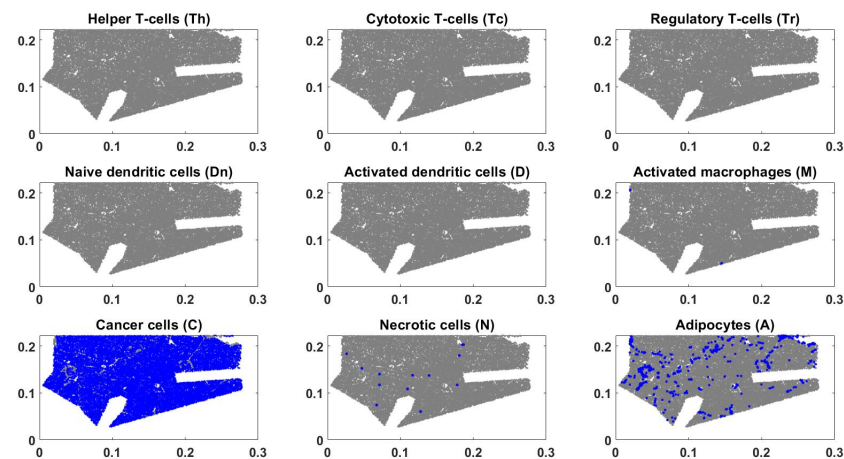 Helper T-cells (Th)
Cytotoxic T-cells (Tc)
Regulatory T-cells (Tr)
0.2
0.1
0
0 0.1 0.2 0.3
0.2
0.1
0
0 0.1 0.2 0.3
0.2
0.1
0
0 0.1 0.2 0.3
Naive dendritic cells (Dn)
Activated dendritic cells (D)
Activated macrophages (M)
0.2
0.1
0
0 0.1 0.2 0.3
0.2
0.1
0
0 0.1 0.2 0.3
0.2
0.1
0
0 0.1 0.2 0.3
Cancer cells (C)
Necrotic cells (N)
Adipocytes (A)
0.2
0.1
0
0 0.1 0.2 0.3
0.2
0.1
0
0 0.1 0.2 0.3
0.2
0.1
0
0 0.1 0.2 0.3